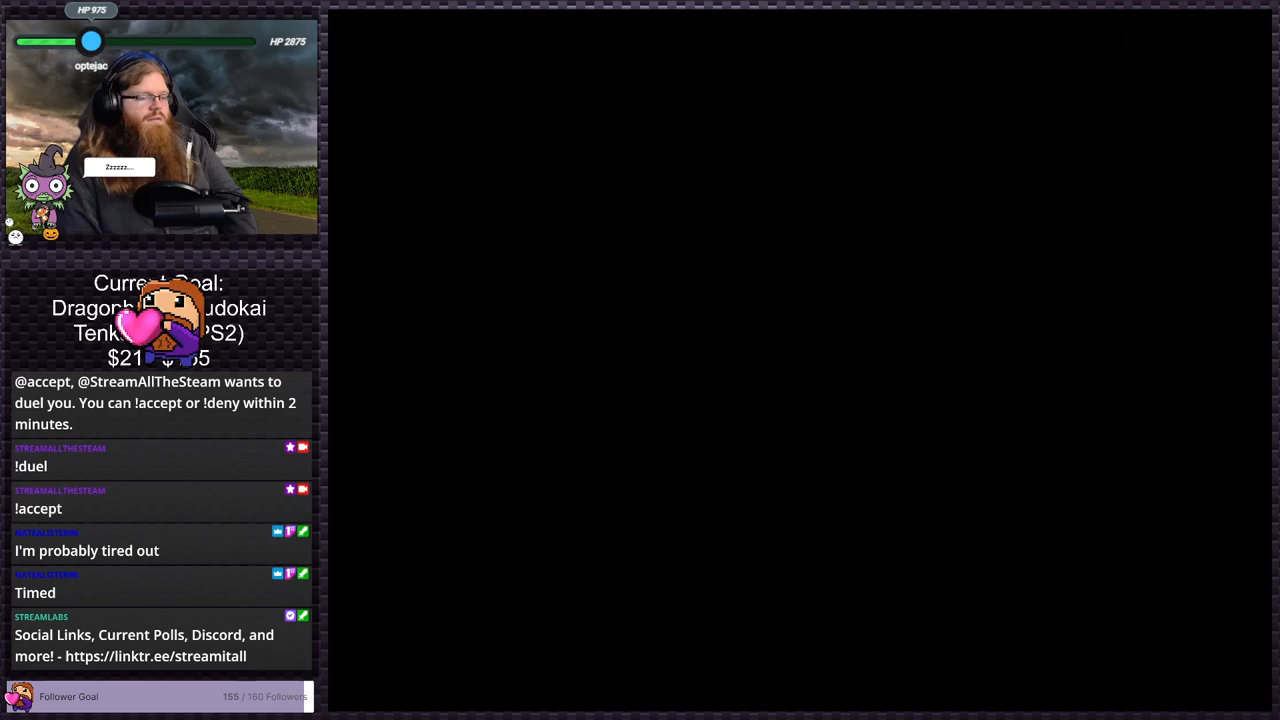 HP 975
HP 2875
optejac
Zzzzzz...
Current Goal:
@accept, @StreamAllTheSteam wants to
duel you. You can !accept or !deny within 2
minutes.
STREAMALLTHESTEAM
!duel
STREAMALLTHESTEAM
!accept
NATEALISTER96
I'm probably tired out
NATEALISTER96
Timed
STREAMLABS
Social Links, Current Polls, Discord, and
more! - https://linktr.ee/streamitall
Follower Goal
155 / 160 Followers